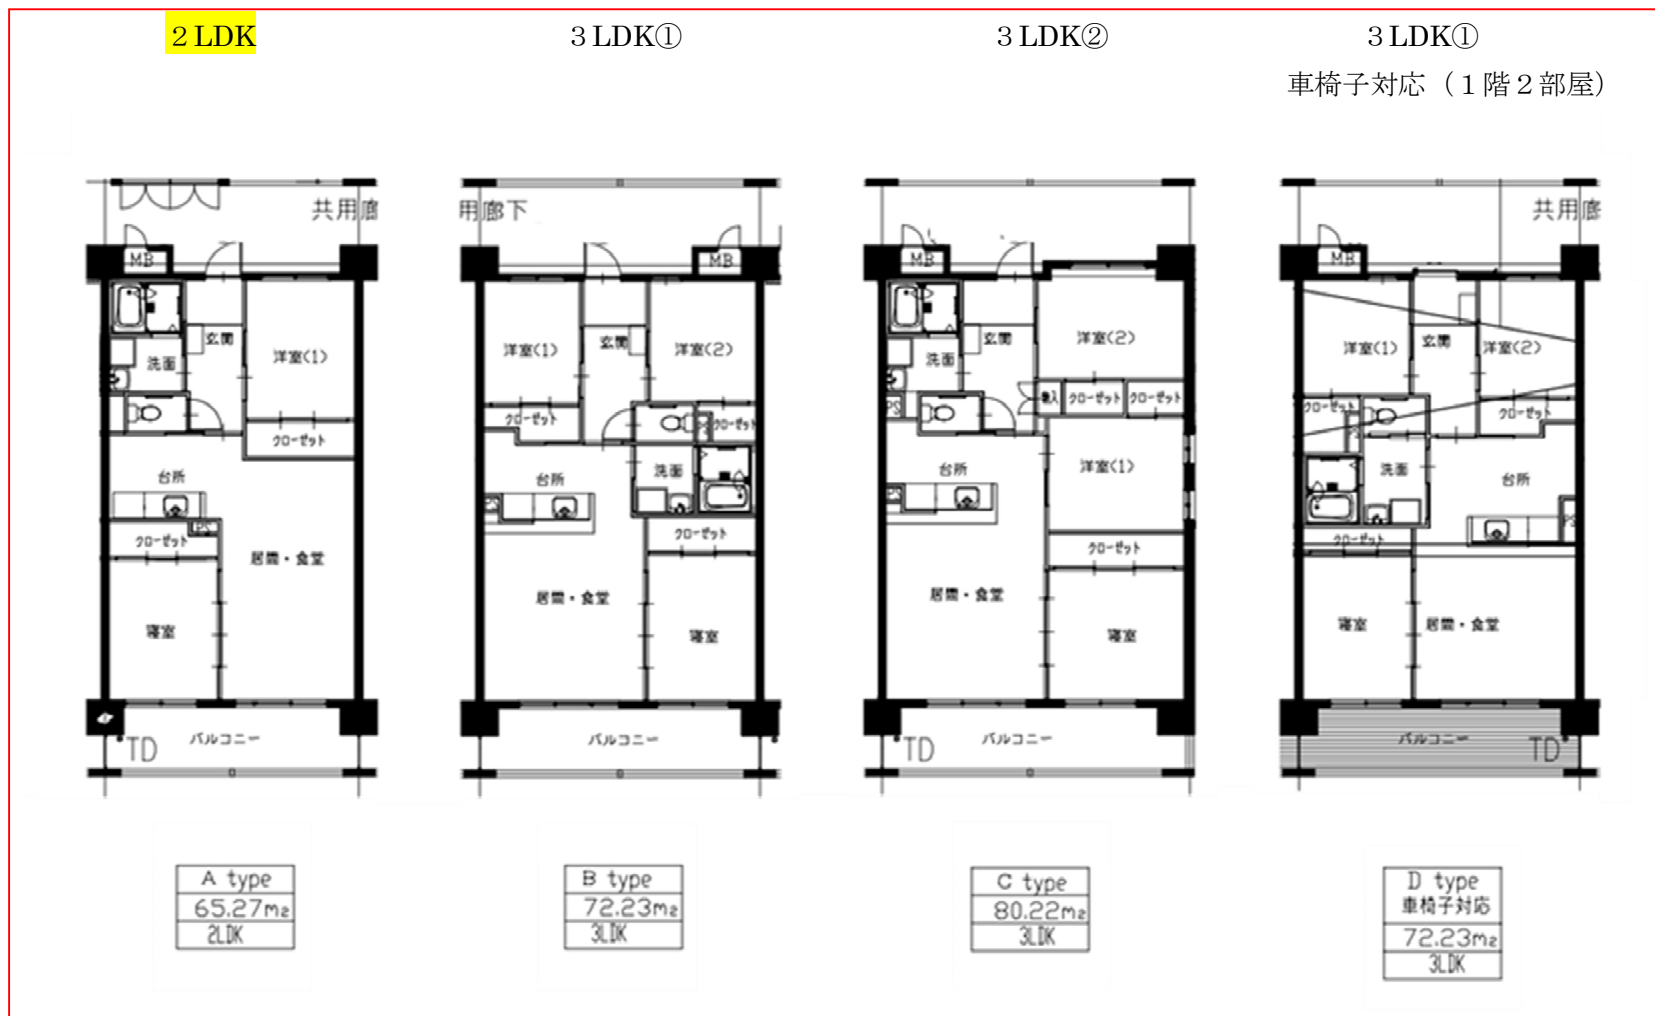 ２LDK
３LDK①
３LDK②
３LDK①
車椅子対応（１階２部屋）
共用廊
MB
玄関
洋室(1)
洗面
クローゼット
台所
PS
クローゼット
居間・食堂
寝室
バルコニー
TD
A type
65.27m2
2LDK
用廊下
MB
洋室(1)
玄関
洋室(2)
クローゼット
PS
クローゼット
台所
洗面
クローゼット
居間・食堂
寝室
バルコニー
B type
72.23m2
3LDK
MB
玄関
洋室(2)
洗面
PS
物入
クローゼット
クローゼット
台所
洋室(1)
クローゼット
居間・食堂
寝室
TD
バルコニー
C type
80.22m2
3LDK
共用廊
MB
洋室(1)
玄関
洋室(2)
クローゼット
PS
クローゼット
洗面
台所
PS
クローゼット
寝室
居間・食堂
バルコニー
TD
D type
車椅子対応
72.23m2
3LDK